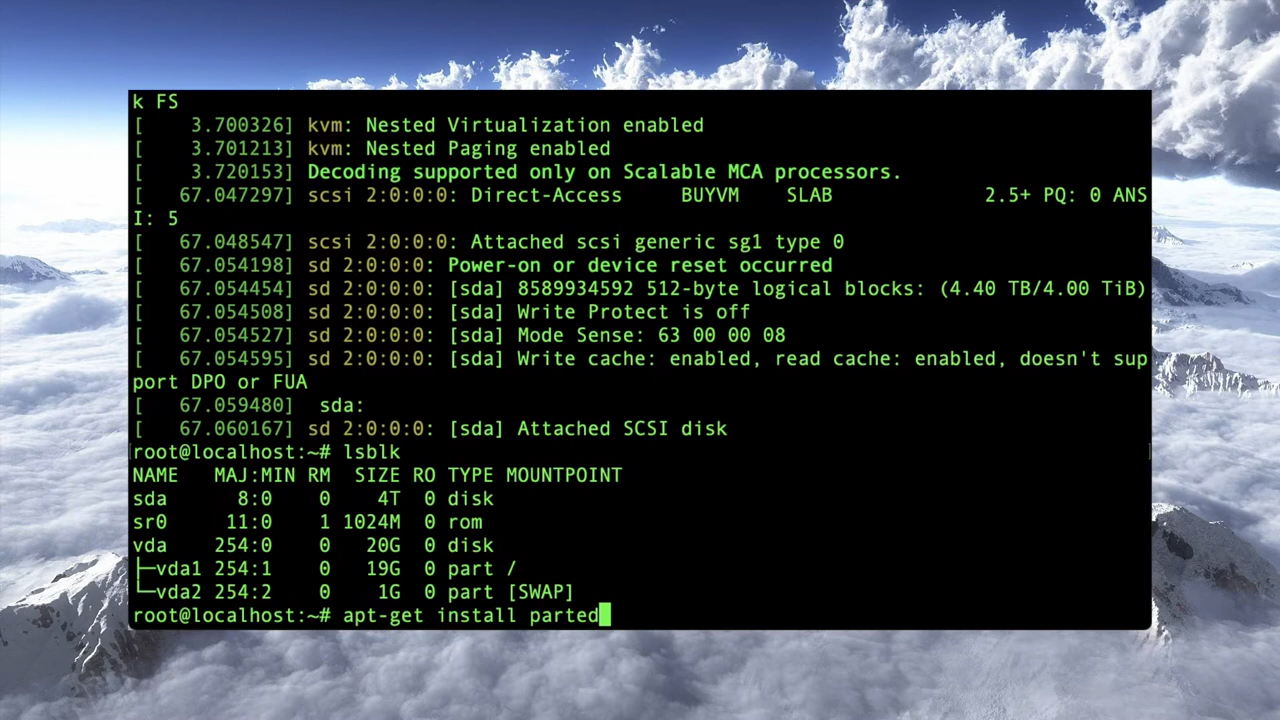 k FS
[    3.700326] kvm: Nested Virtualization enabled
[    3.701213] kvm: Nested Paging enabled
[    3.720153] Decoding supported only on Scalable MCA processors.
[   67.047297] scsi 2:0:0:0: Direct-Access     BUYVM    SLAB             2.5+ PQ: 0 ANS
I: 5
[   67.048547] scsi 2:0:0:0: Attached scsi generic sg1 type 0
[   67.054198] sd 2:0:0:0: Power-on or device reset occurred
[   67.054454] sd 2:0:0:0: [sda] 8589934592 512-byte logical blocks: (4.40 TB/4.00 TiB)
[   67.054508] sd 2:0:0:0: [sda] Write Protect is off
[   67.054527] sd 2:0:0:0: [sda] Mode Sense: 63 00 00 08
[   67.054595] sd 2:0:0:0: [sda] Write cache: enabled, read cache: enabled, doesn't sup
port DPO or FUA
[   67.059480]  sda:
[   67.060167] sd 2:0:0:0: [sda] Attached SCSI disk
root@localhost:~# lsblk
NAME   MAJ:MIN RM  SIZE RO TYPE MOUNTPOINT
sda      8:0    0    4T  0 disk
sr0     11:0    1 1024M  0 rom
vda    254:0    0   20G  0 disk
├─vda1 254:1    0   19G  0 part /
└─vda2 254:2    0    1G  0 part [SWAP]
root@localhost:~# apt-get install parted